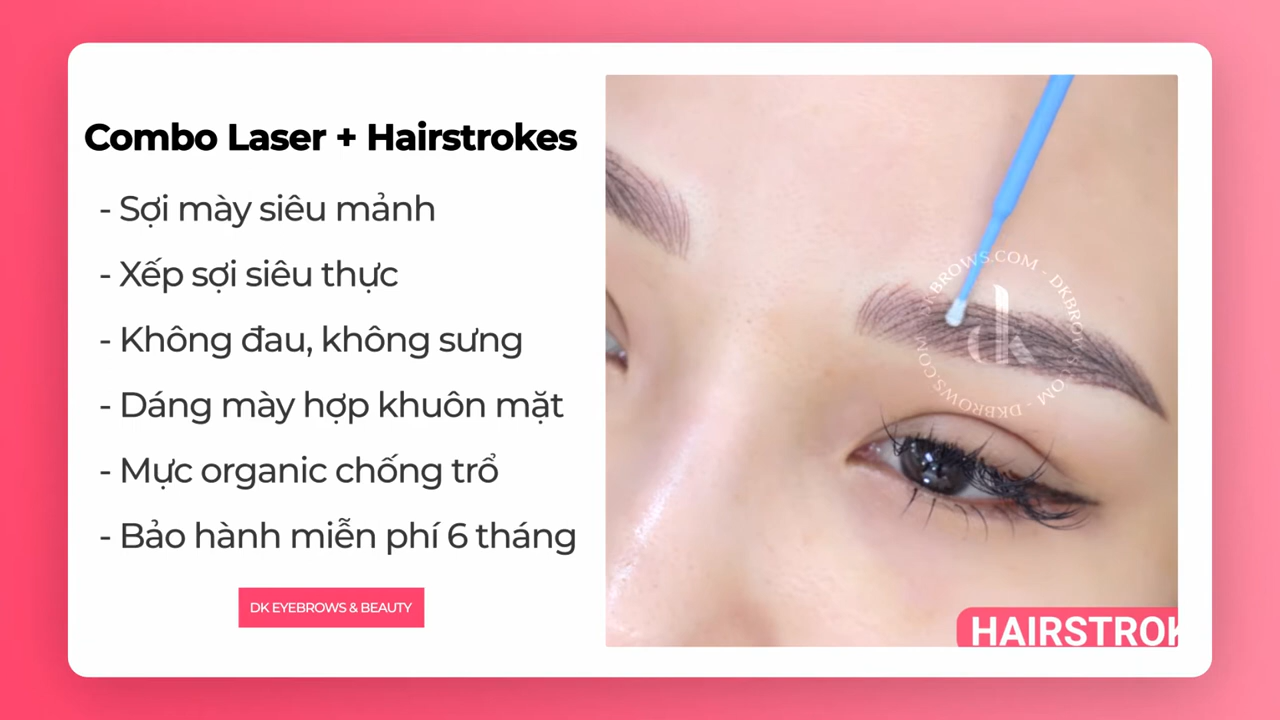 Combo Laser + Hairstrokes
- Sợi mày siêu mảnh
- Xếp sợi siêu thực
- Không đau, không sưng
- Dáng mày hợp khuôn mặt
- Mực organic chống trổ
- Bảo hành miễn phí 6 tháng
DK EYEBROWS & BEAUTY
DKBROWS.COM - DKBROWS.COM - DKBROWS.COM
dk
HAIRSTROK